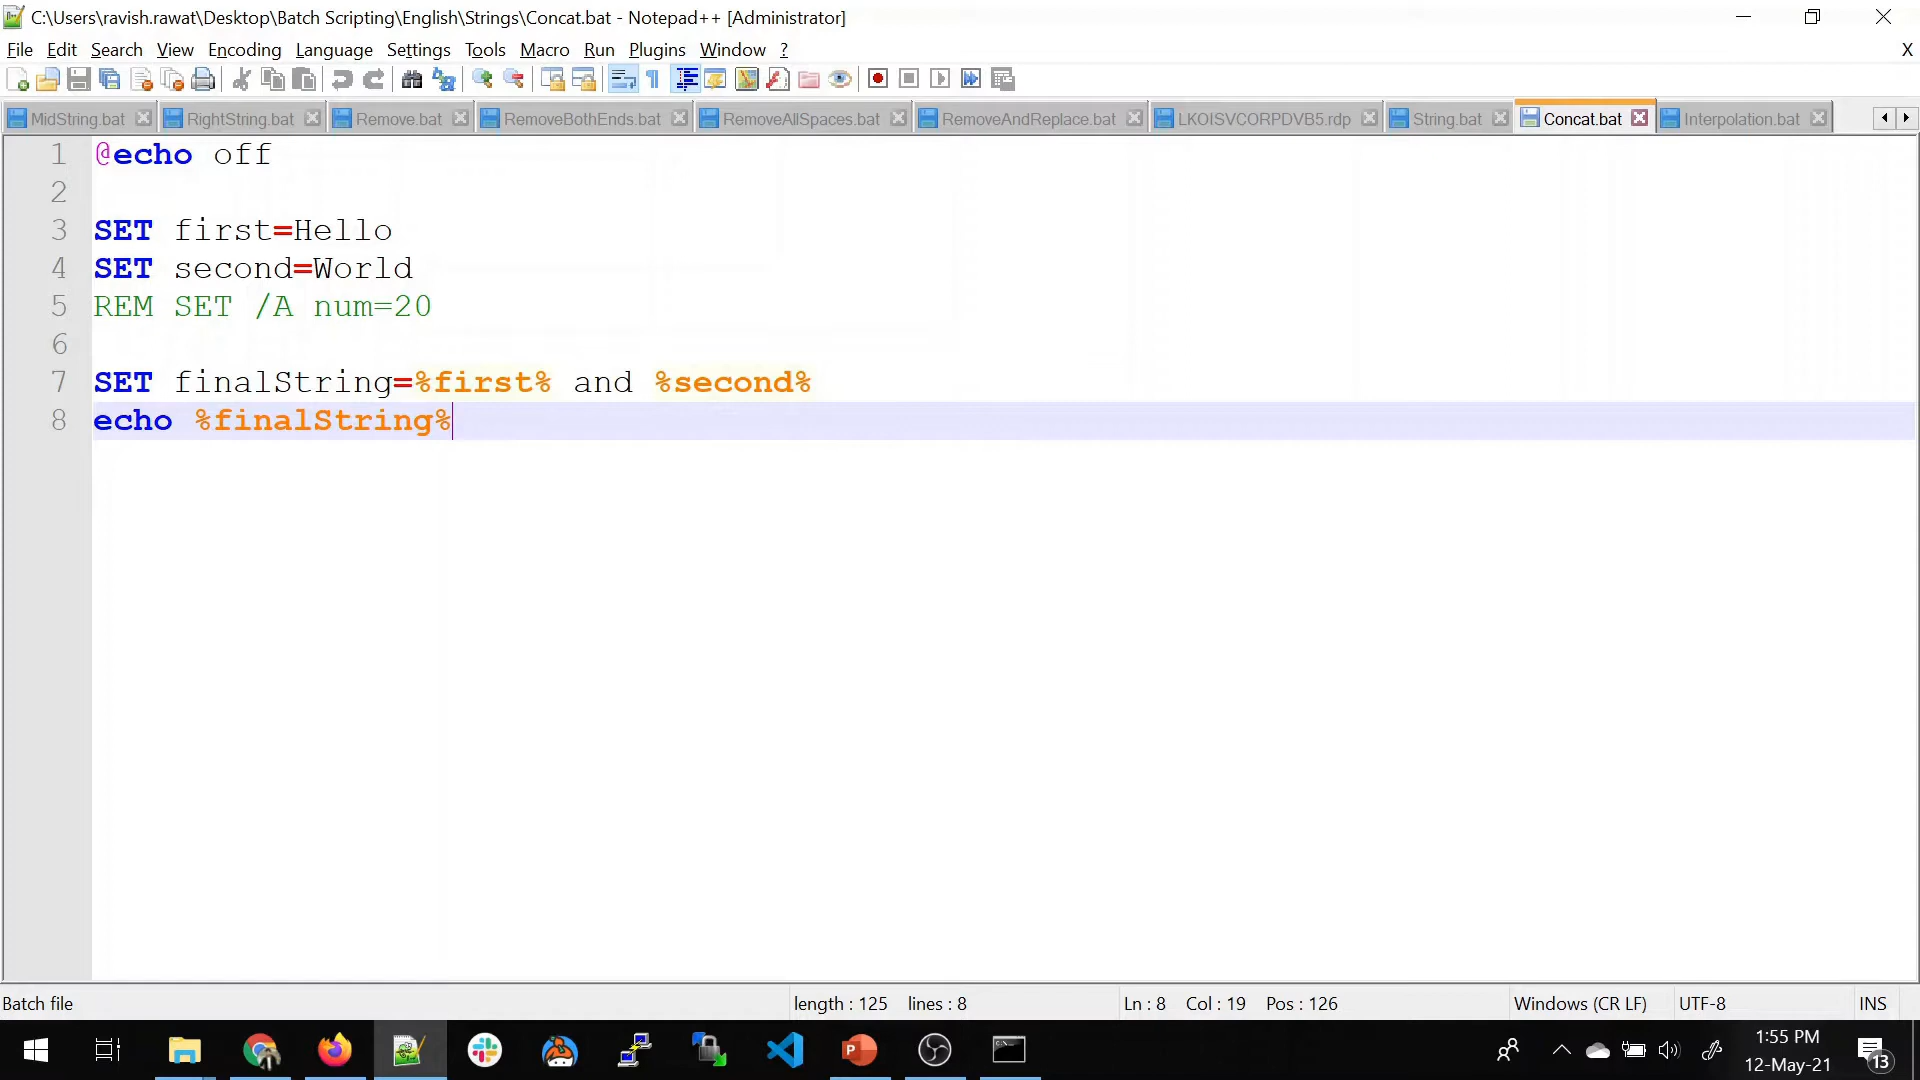 C:\Users\ravish.rawat\Desktop\Batch Scripting\English\Strings\Concat.bat - Notepad++ [Administrator]
File Edit Search View Encoding Language Settings Tools Macro Run Plugins Window ? X
MidString.bat RightString.bat Remove.bat RemoveBothEnds.bat RemoveAllSpaces.bat RemoveAndReplace.bat LKOISVCORPDVB5.rdp String.bat Concat.bat Interpolation.bat
1 @echo off
2
3 SET first=Hello
4 SET second=World
5 REM SET /A num=20
6
7 SET finalString=%first% and %second%
8 echo %finalString%
Batch file length : 125 lines : 8 Ln : 8 Col : 19 Pos : 126 Windows (CR LF) UTF-8 INS
1:55 PM
12-May-21
13